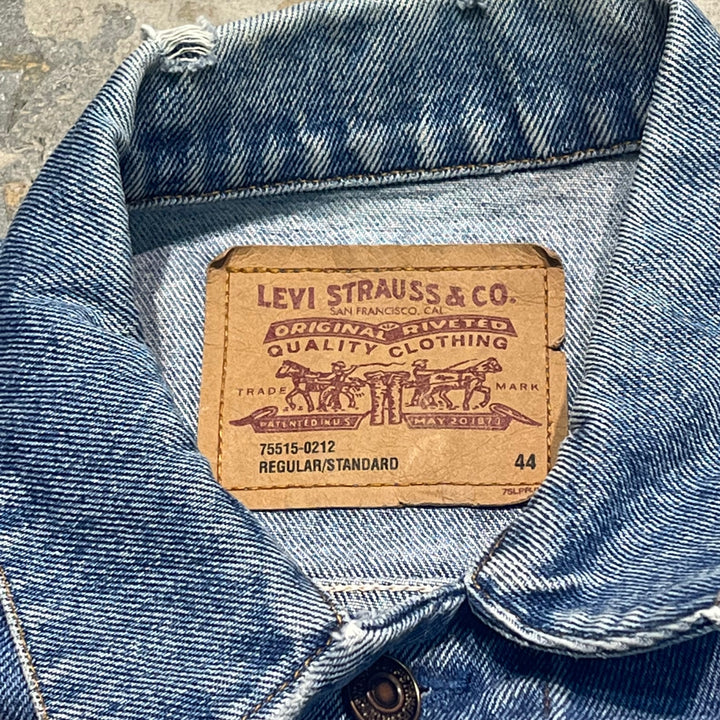 LEVI STRAUSS & CO.
SAN FRANCISCO, CAL.
ORIGINAL RIVETED
QUALITY CLOTHING
TRADE MARK
PATENTED IN U.S. MAY 20 1873
75515-0212
REGULAR/STANDARD 44